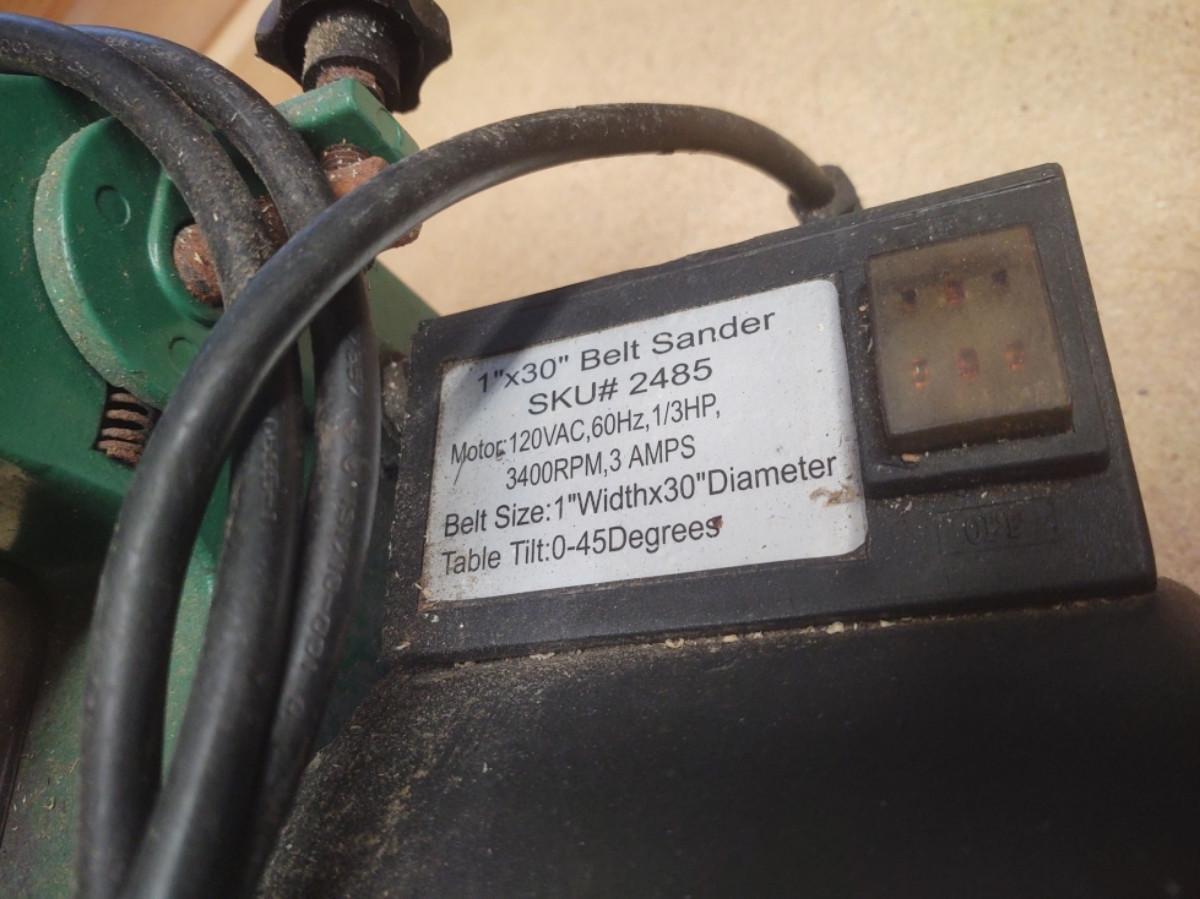 1"x30" Belt Sander
SKU# 2485
Motor:120VAC,60Hz,1/3HP,
3400RPM,3 AMPS
Belt Size:1"Widthx30"Diameter
Table Tilt:0-45Degrees